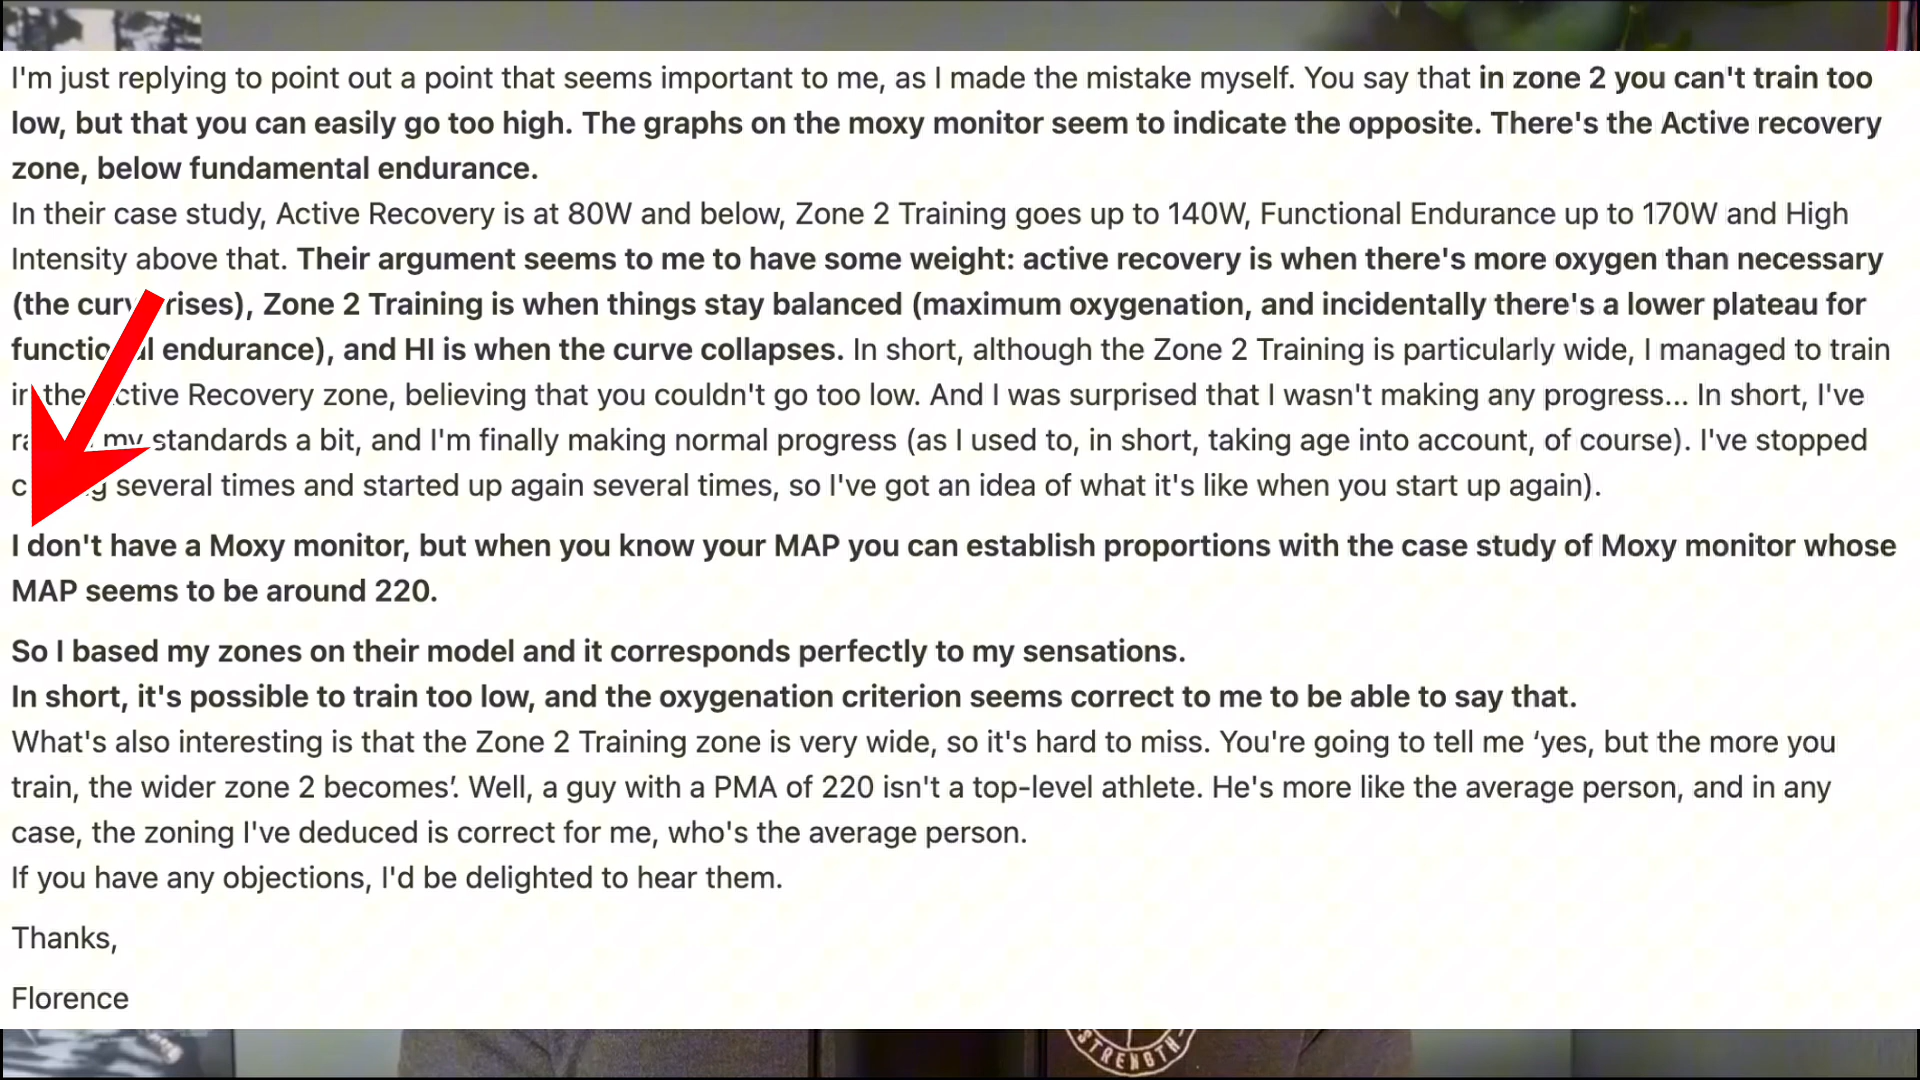 I'm just replying to point out a point that seems important to me, as I made the mistake myself. You say that in zone 2 you can't train too
low, but that you can easily go too high. The graphs on the moxy monitor seem to indicate the opposite. There's the Active recovery
zone, below fundamental endurance.
In their case study, Active Recovery is at 80W and below, Zone 2 Training goes up to 140W, Functional Endurance up to 170W and High
Intensity above that. Their argument seems to me to have some weight: active recovery is when there's more oxygen than necessary
(the curve rises), Zone 2 Training is when things stay balanced (maximum oxygenation, and incidentally there's a lower plateau for
functional endurance), and HI is when the curve collapses. In short, although the Zone 2 Training is particularly wide, I managed to train
in the Active Recovery zone, believing that you couldn't go too low. And I was surprised that I wasn't making any progress... In short, I've
my standards a bit, and I'm finally making normal progress (as I used to, in short, taking age into account, of course). I've stopped
several times and started up again several times, so I've got an idea of what it's like when you start up again).
I don't have a Moxy monitor, but when you know your MAP you can establish proportions with the case study of Moxy monitor whose
MAP seems to be around 220.
So I based my zones on their model and it corresponds perfectly to my sensations.
In short, it's possible to train too low, and the oxygenation criterion seems correct to me to be able to say that.
What's also interesting is that the Zone 2 Training zone is very wide, so it's hard to miss. You're going to tell me ‘yes, but the more you
train, the wider zone 2 becomes’. Well, a guy with a PMA of 220 isn't a top-level athlete. He's more like the average person, and in any
case, the zoning I've deduced is correct for me, who's the average person.
If you have any objections, I'd be delighted to hear them.
Thanks,
Florence
STRENGTH